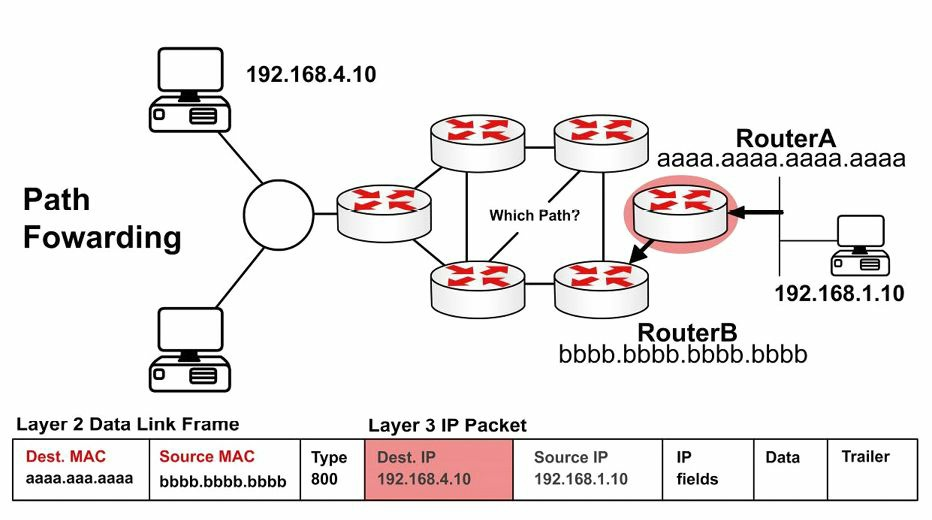 192.168.4.10
Path
Fowarding
Which Path?
RouterA
aaaa.aaaa.aaaa.aaaa
192.168.1.10
RouterB
bbbb.bbbb.bbbb.bbbb
Layer 2 Data Link Frame
Layer 3 IP Packet
Dest. MAC
aaaa.aaa.aaaa
Source MAC
bbbb.bbbb.bbbb
Type
800
Dest. IP
192.168.4.10
Source IP
192.168.1.10
IP
fields
Data
Trailer